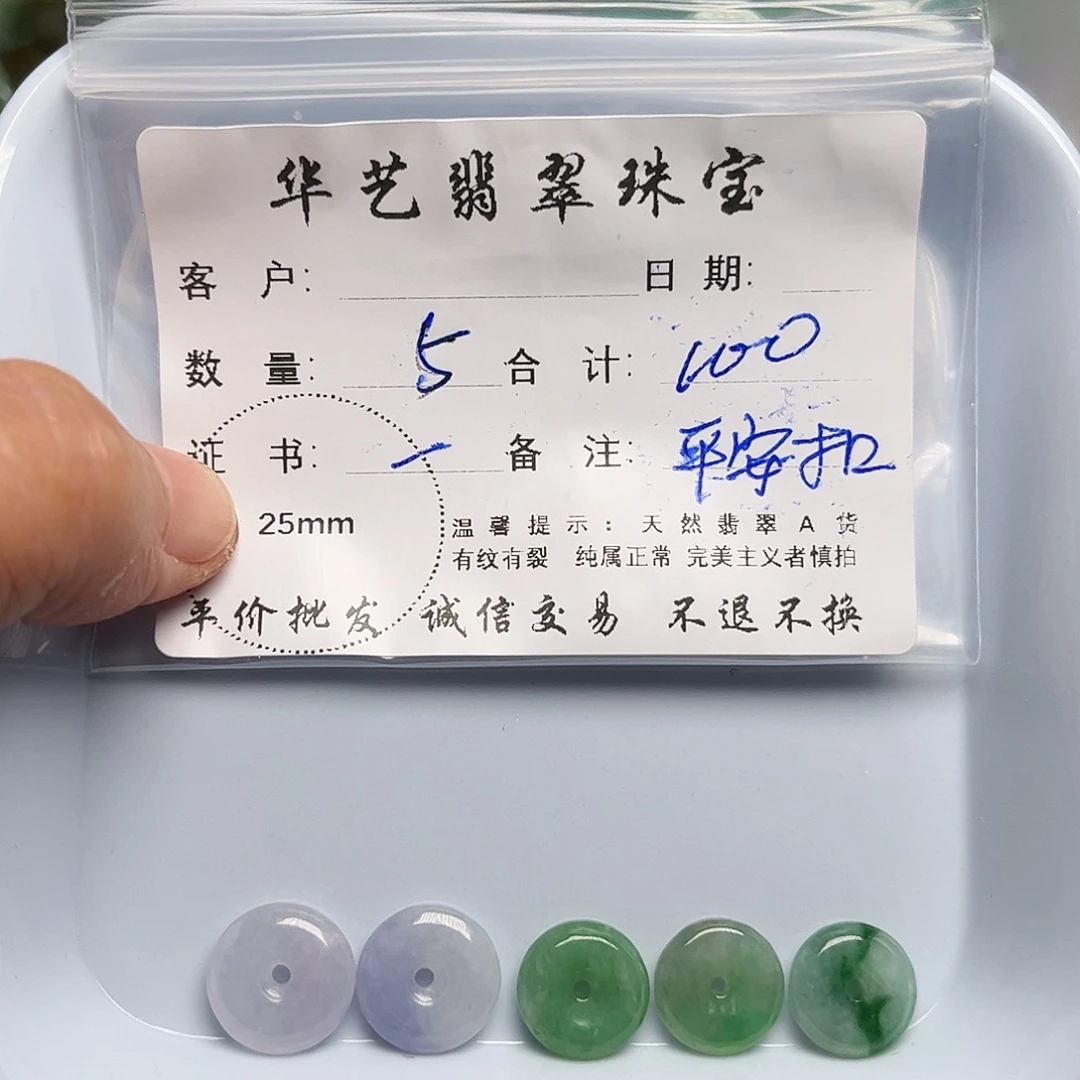 华艺翡翠珠宝
客 户: 日 期:
数 量: 5 合 计: 100
证 书: 一 备 注: 平安扣
25mm
温馨提示: 天然翡翠A货
有纹有裂 纯属正常 完美主义者慎拍
平价批发 诚信交易 不退不换